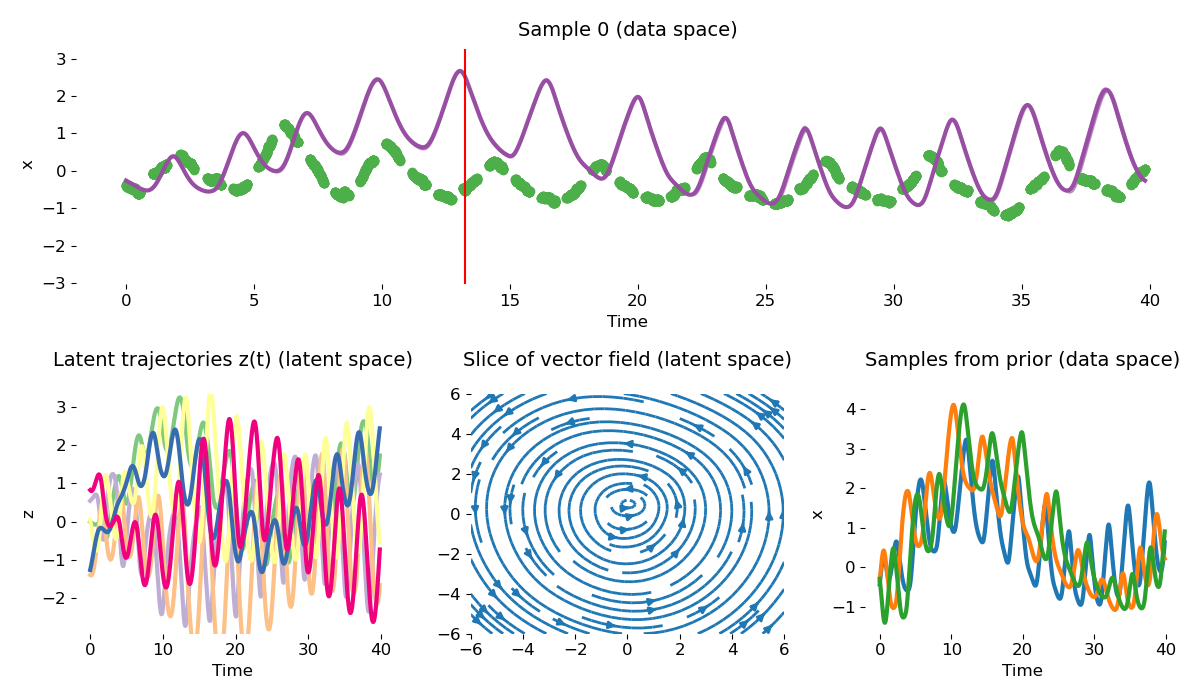 Sample 0 (data space)
3
2
1
0
−1
−2
−3
x
0 5 10 15 20 25 30 35 40
Time
Latent trajectories z(t) (latent space)
3
2
1
0
−1
−2
z
0 10 20 30 40
Time
Slice of vector field (latent space)
6
4
2
0
−2
−4
−6
−6 −4 −2 0 2 4 6
Samples from prior (data space)
4
3
2
1
0
−1
x
0 10 20 30 40
Time